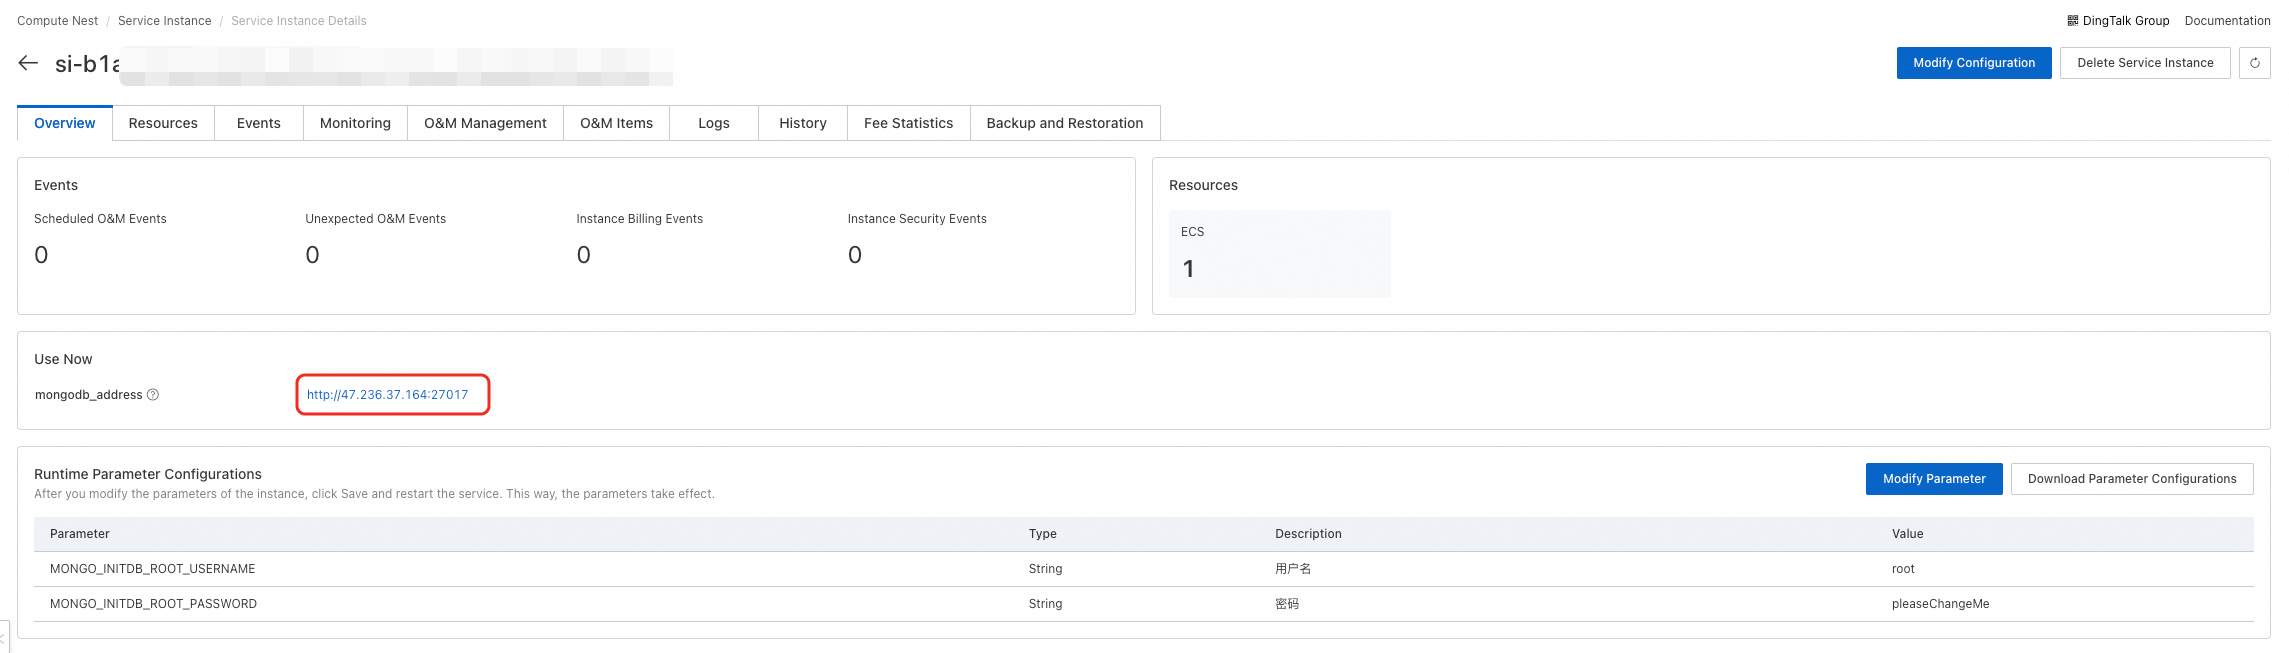 Compute Nest / Service Instance / Service Instance Details
DingTalk Group Documentation
si-b1a
Modify Configuration Delete Service Instance
Overview Resources Events Monitoring O&M Management O&M Items Logs History Fee Statistics Backup and Restoration
Events
Scheduled O&M Events Unexpected O&M Events Instance Billing Events Instance Security Events
0 0 0 0
Resources
ECS
1
Use Now
mongodb_address http://47.236.37.164:27017
Runtime Parameter Configurations
After you modify the parameters of the instance, click Save and restart the service. This way, the parameters take effect.
Modify Parameter Download Parameter Configurations
Parameter Type Description Value
MONGO_INITDB_ROOT_USERNAME String 用户名 root
MONGO_INITDB_ROOT_PASSWORD String 密码 pleaseChangeMe